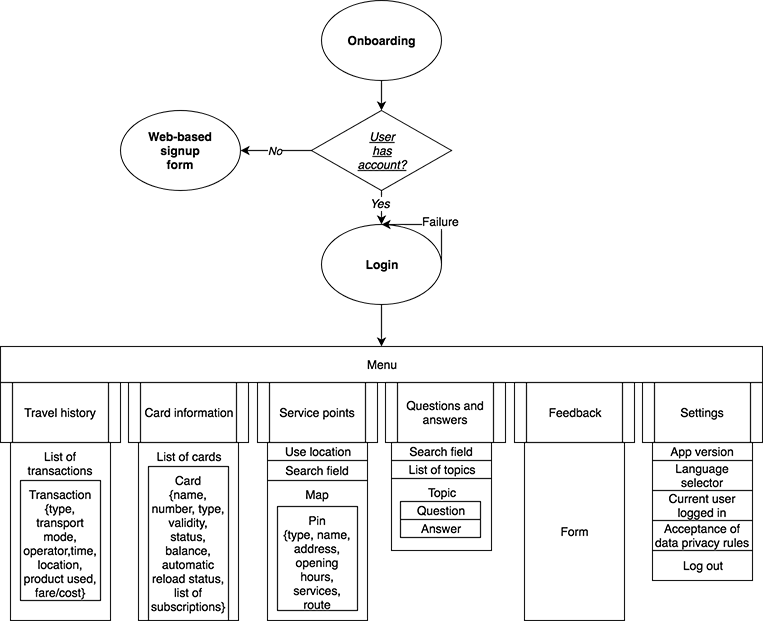 Onboarding
User
has
account?
No
Web-based
signup
form
Yes
Failure
Login
Menu
Travel history
Card information
Service points
Questions and
answers
Feedback
Settings
List of
transactions
Transaction
{type,
transport
mode,
operator,time,
location,
product used,
fare/cost}
List of cards
Card
{name,
number, type,
validity,
status,
balance,
automatic
reload status,
list of
subscriptions}
Use location
Search field
Map
Pin
{type, name,
address,
opening
hours,
services,
route
Search field
List of topics
Topic
Question
Answer
Form
App version
Language
selector
Current user
logged in
Acceptance of
data privacy rules
Log out